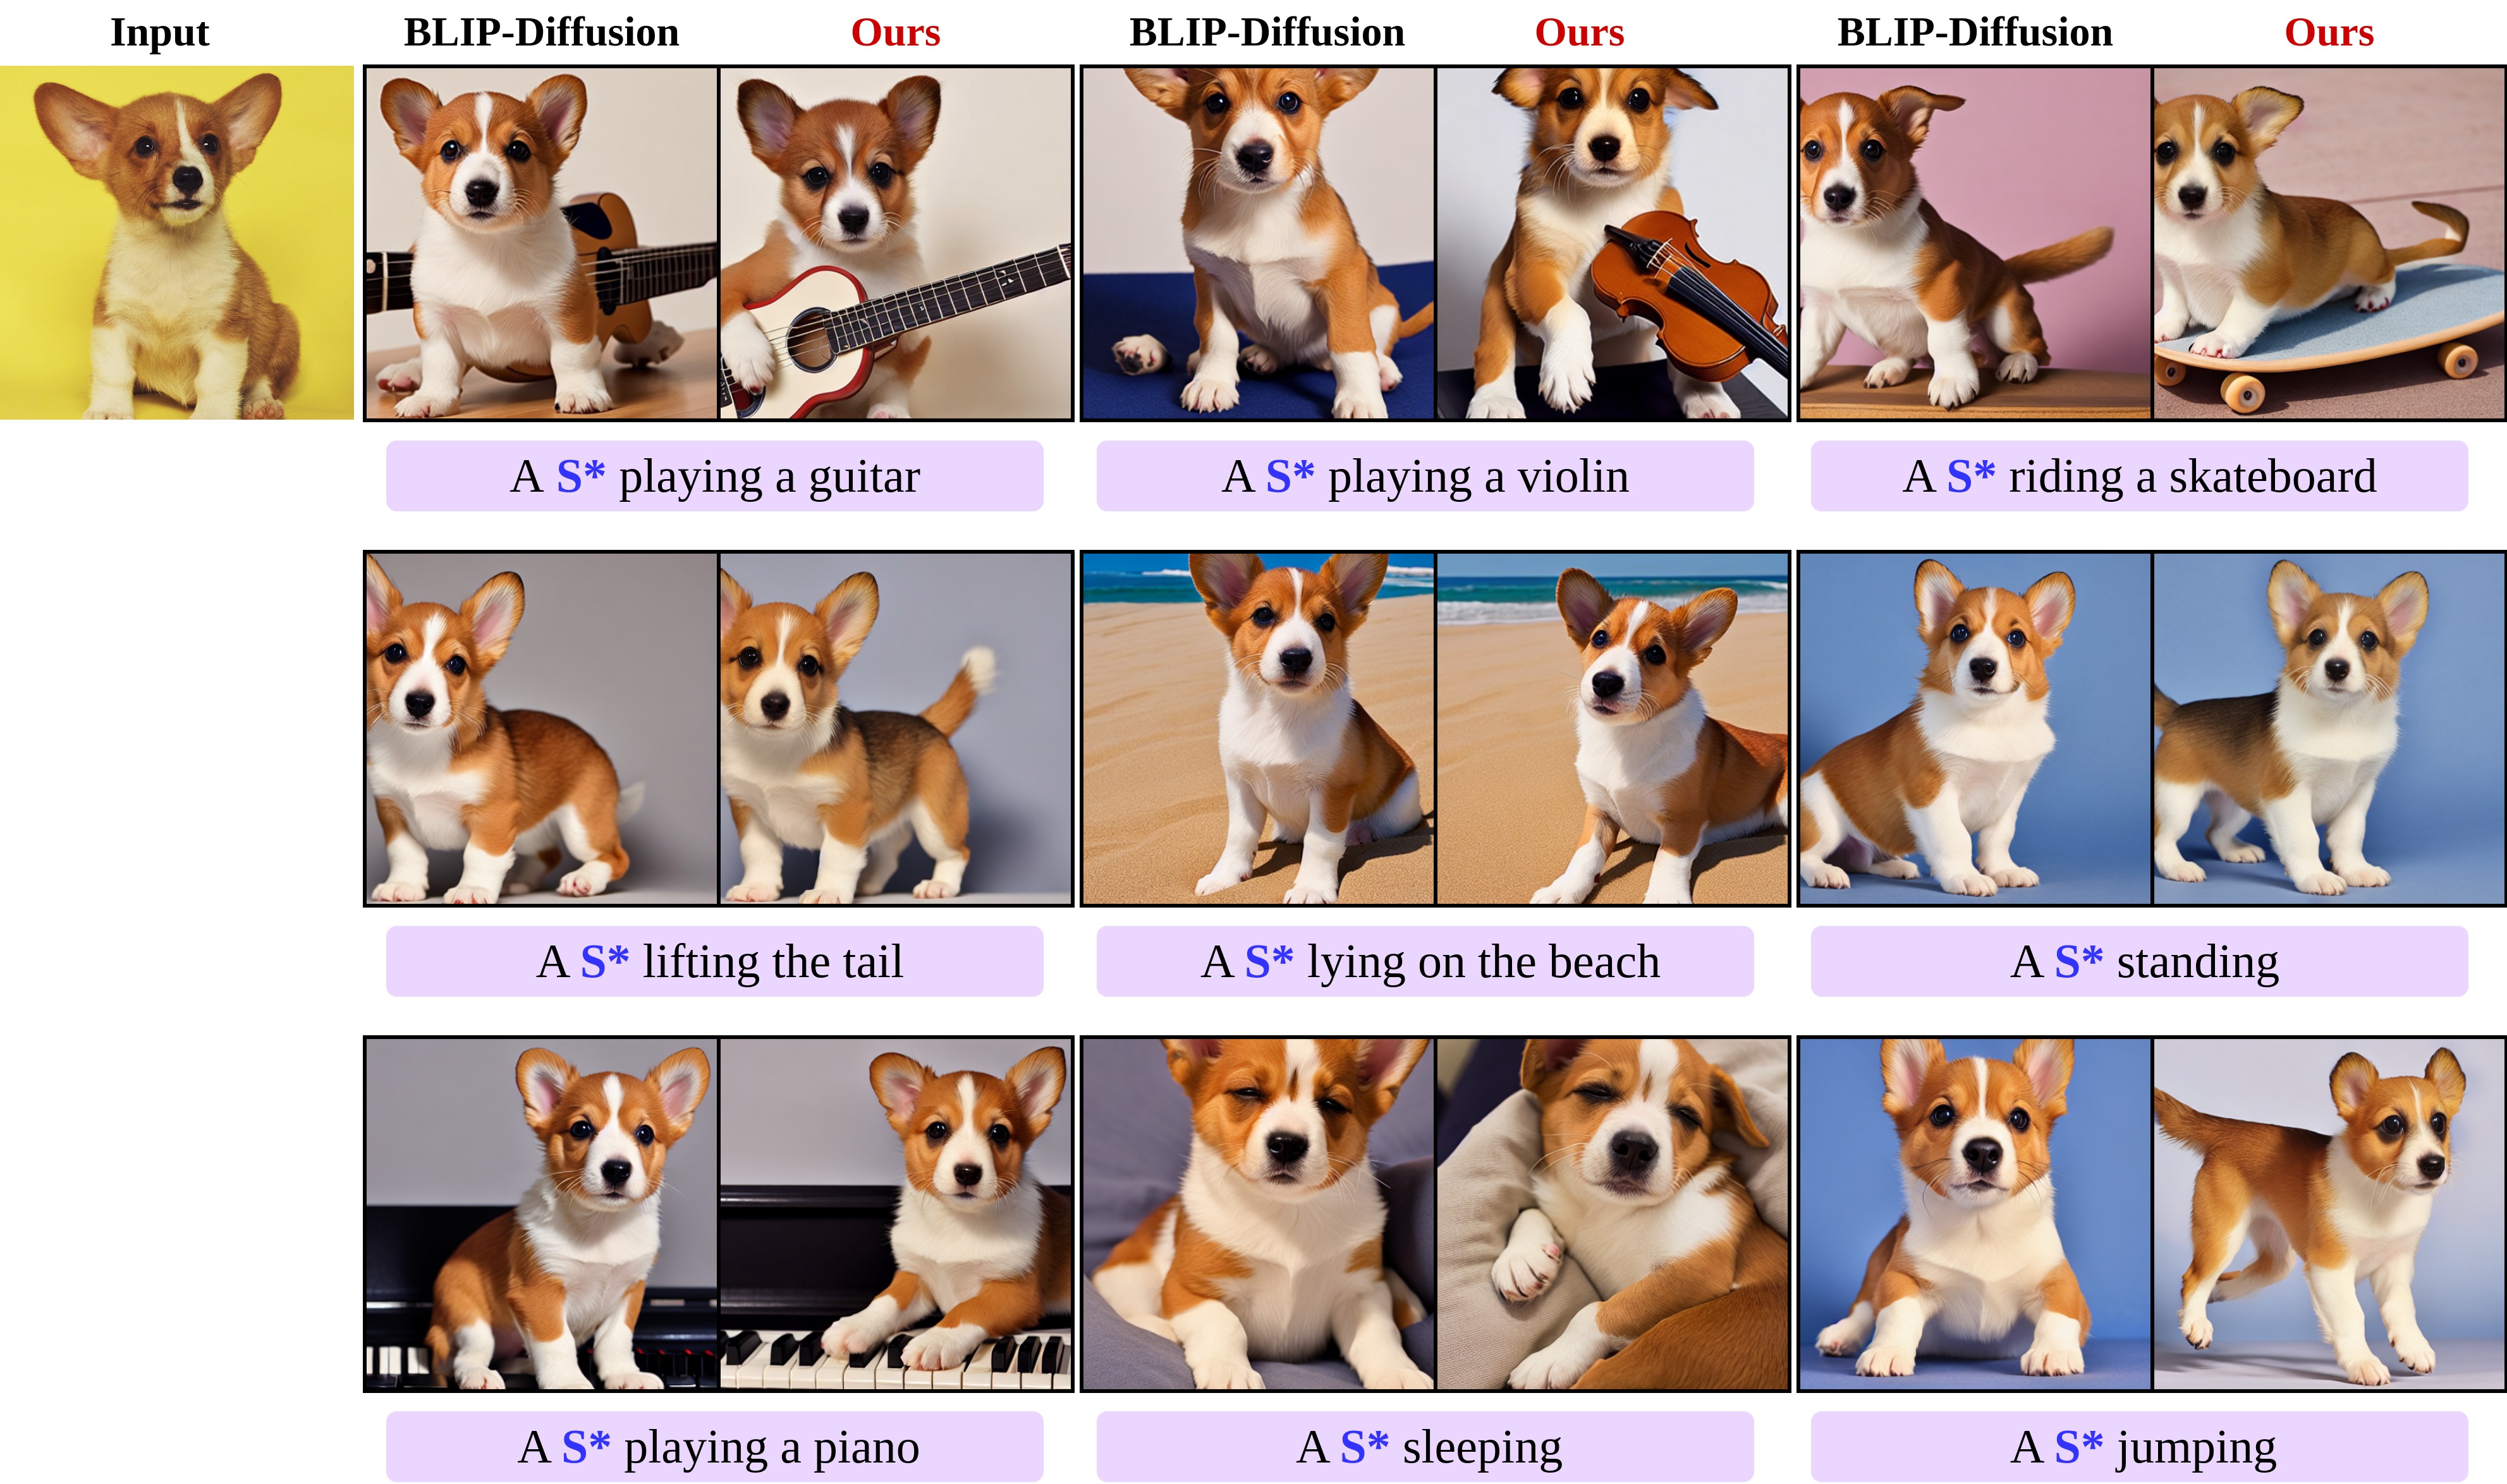 Input
BLIP-Diffusion
Ours
BLIP-Diffusion
Ours
BLIP-Diffusion
Ours
A S* playing a guitar
A S* playing a violin
A S* riding a skateboard
A S* lifting the tail
A S* lying on the beach
A S* standing
A S* playing a piano
A S* sleeping
A S* jumping